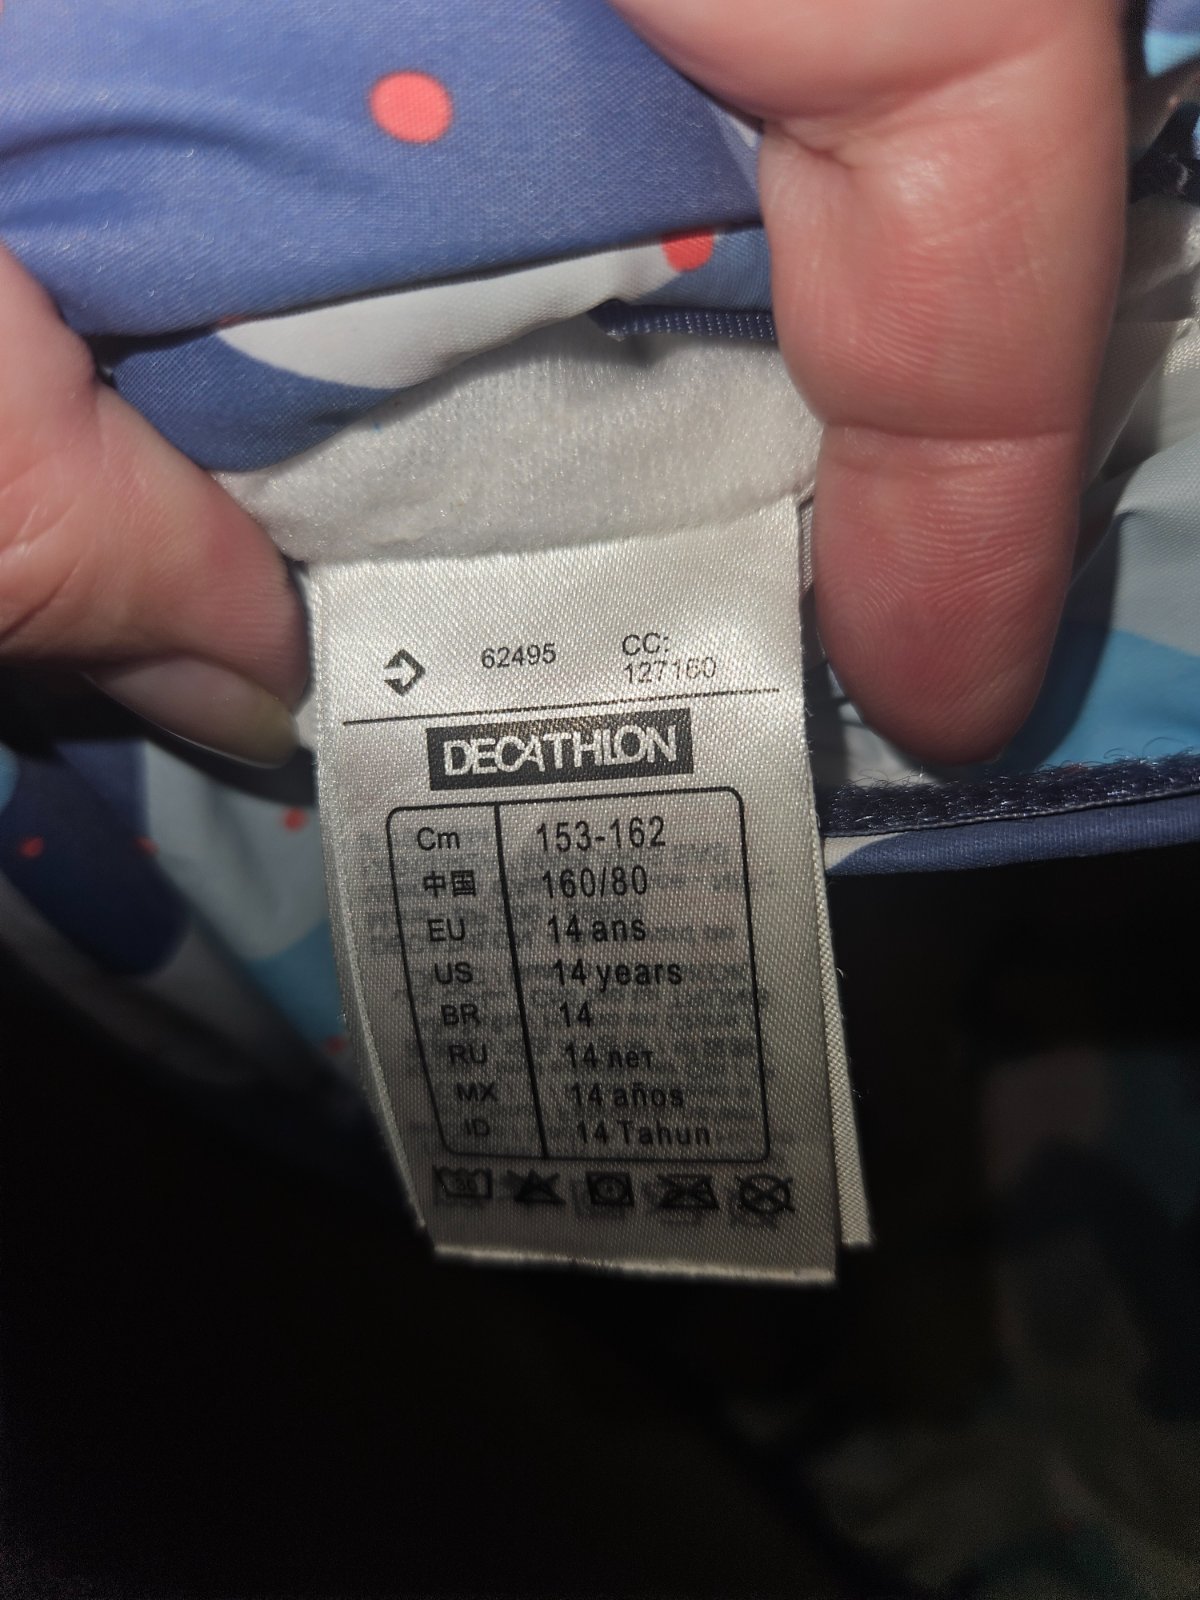 62495 CC:
127160
DECATHLON
Cm 153-162
中国 160/80
EU 14 ans
US 14 years
BR 14
RU 14 лет
MX 14 años
ID 14 Tahun
30